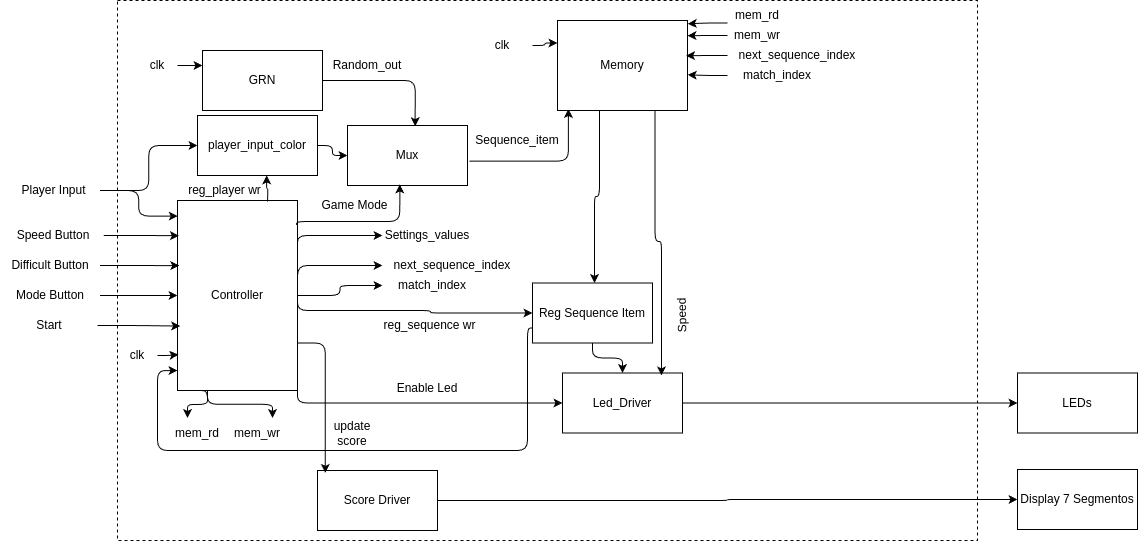 mem_rd
mem_wr
clk
next_sequence_index
Memory
clk
Random_out
GRN
match_index
Sequence_item
player_input_color
Mux
Player Input
reg_player wr
Game Mode
Speed Button
Settings_values
Difficult Button
next_sequence_index
match_index
Mode Button
Controller
Reg Sequence Item
Speed
Start
reg_sequence wr
clk
Enable Led
Led_Driver
LEDs
mem_rd
mem_wr
update
score
Score Driver
Display 7 Segmentos